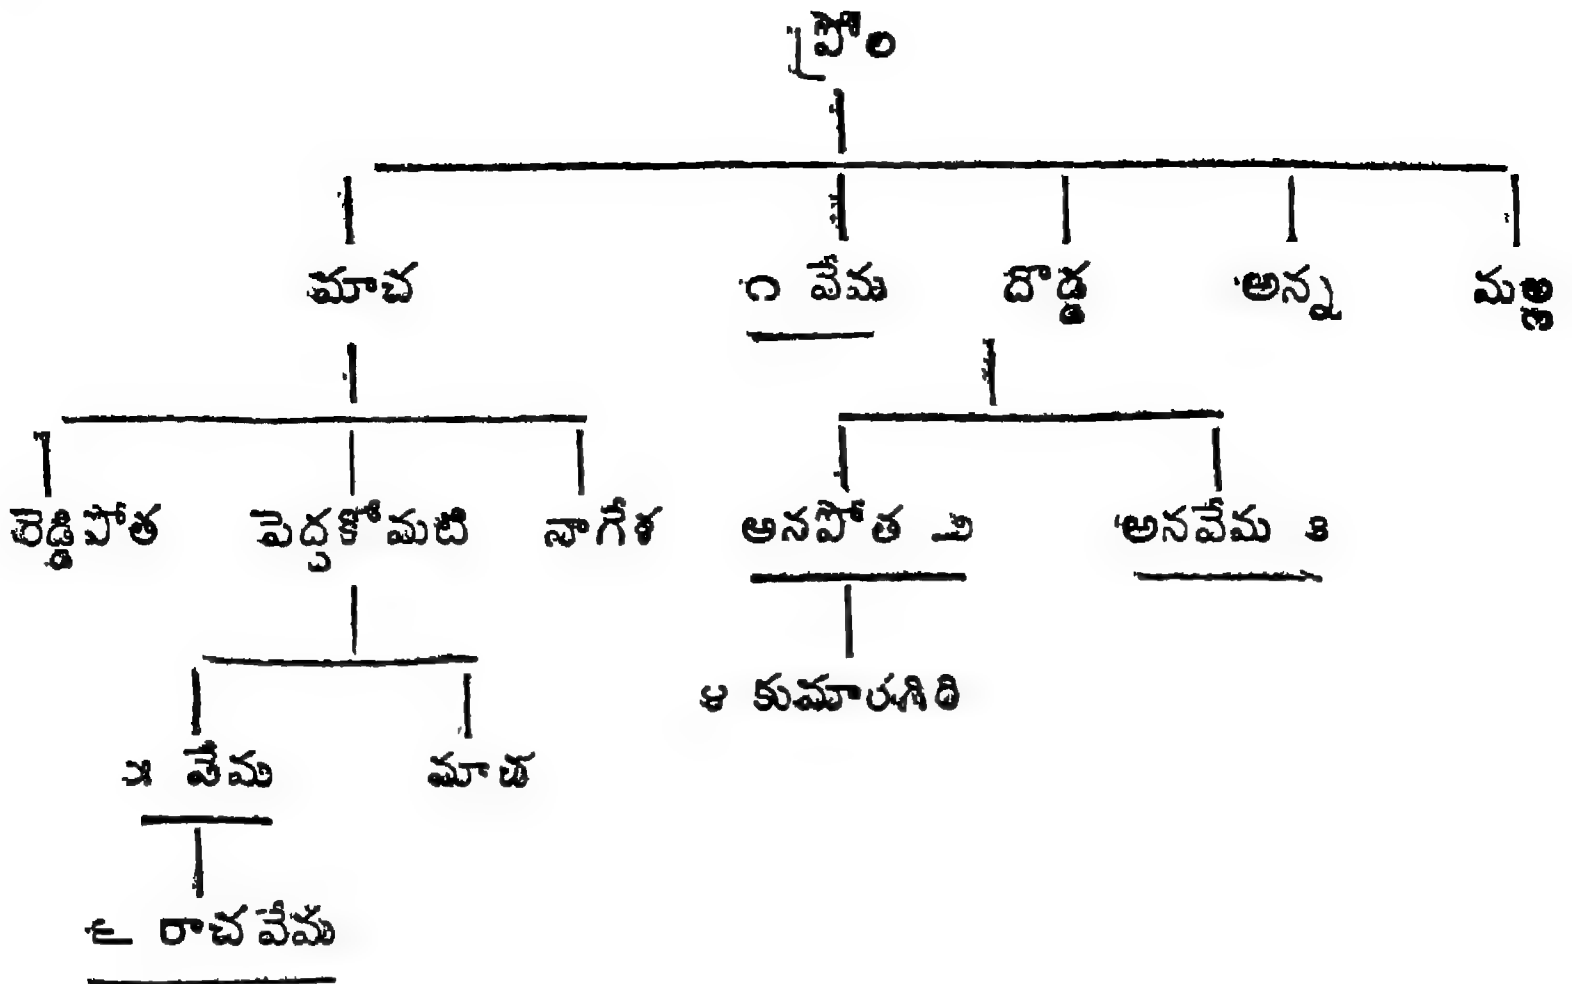 ప్రోల
మాచ ౧ వేమ దొడ్డ అన్న మల్ల
రెడ్డిపోత పెద్దకోమటి నాగేళ అనపోత ౨ అనవేమ ౩
౪ కుమారగిరి
౫ వేమ మాచ
౬ రాచవేమ